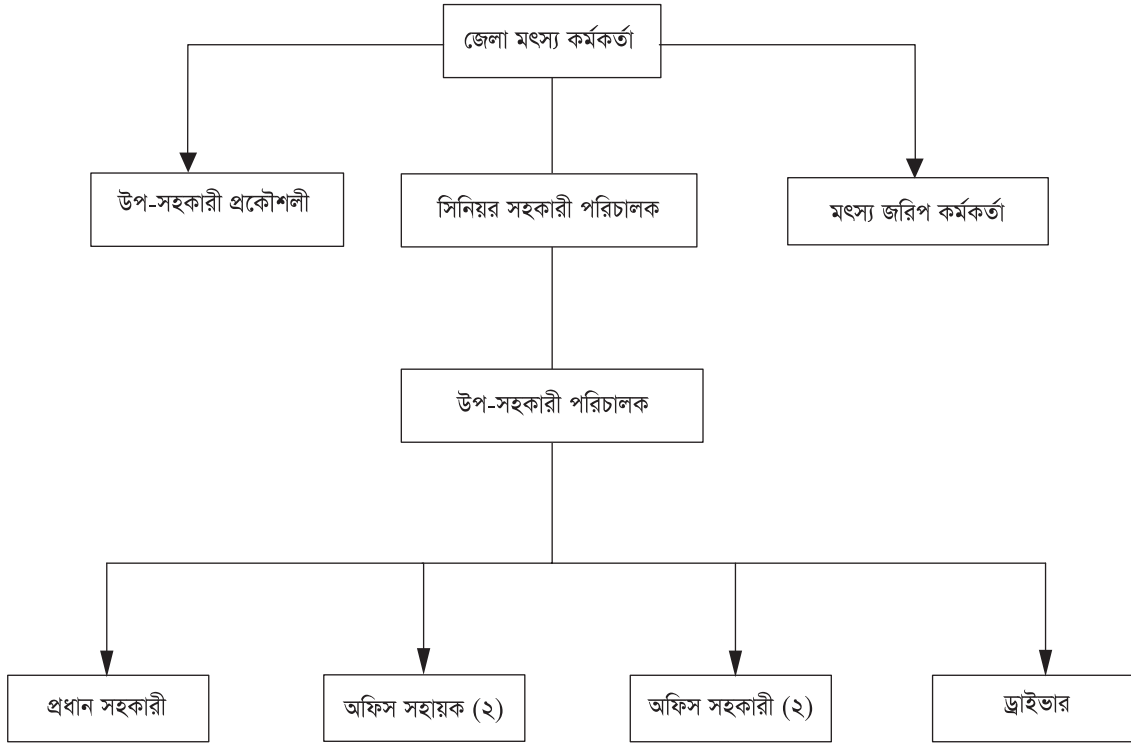 জেলা মৎস্য কর্মকর্তা
উপ-সহকারী প্রকৌশলী
সিনিয়র সহকারী পরিচালক
মৎস্য জরিপ কর্মকর্তা
উপ-সহকারী পরিচালক
প্রধান সহকারী
অফিস সহায়ক (২)
অফিস সহকারী (২)
ড্রাইভার